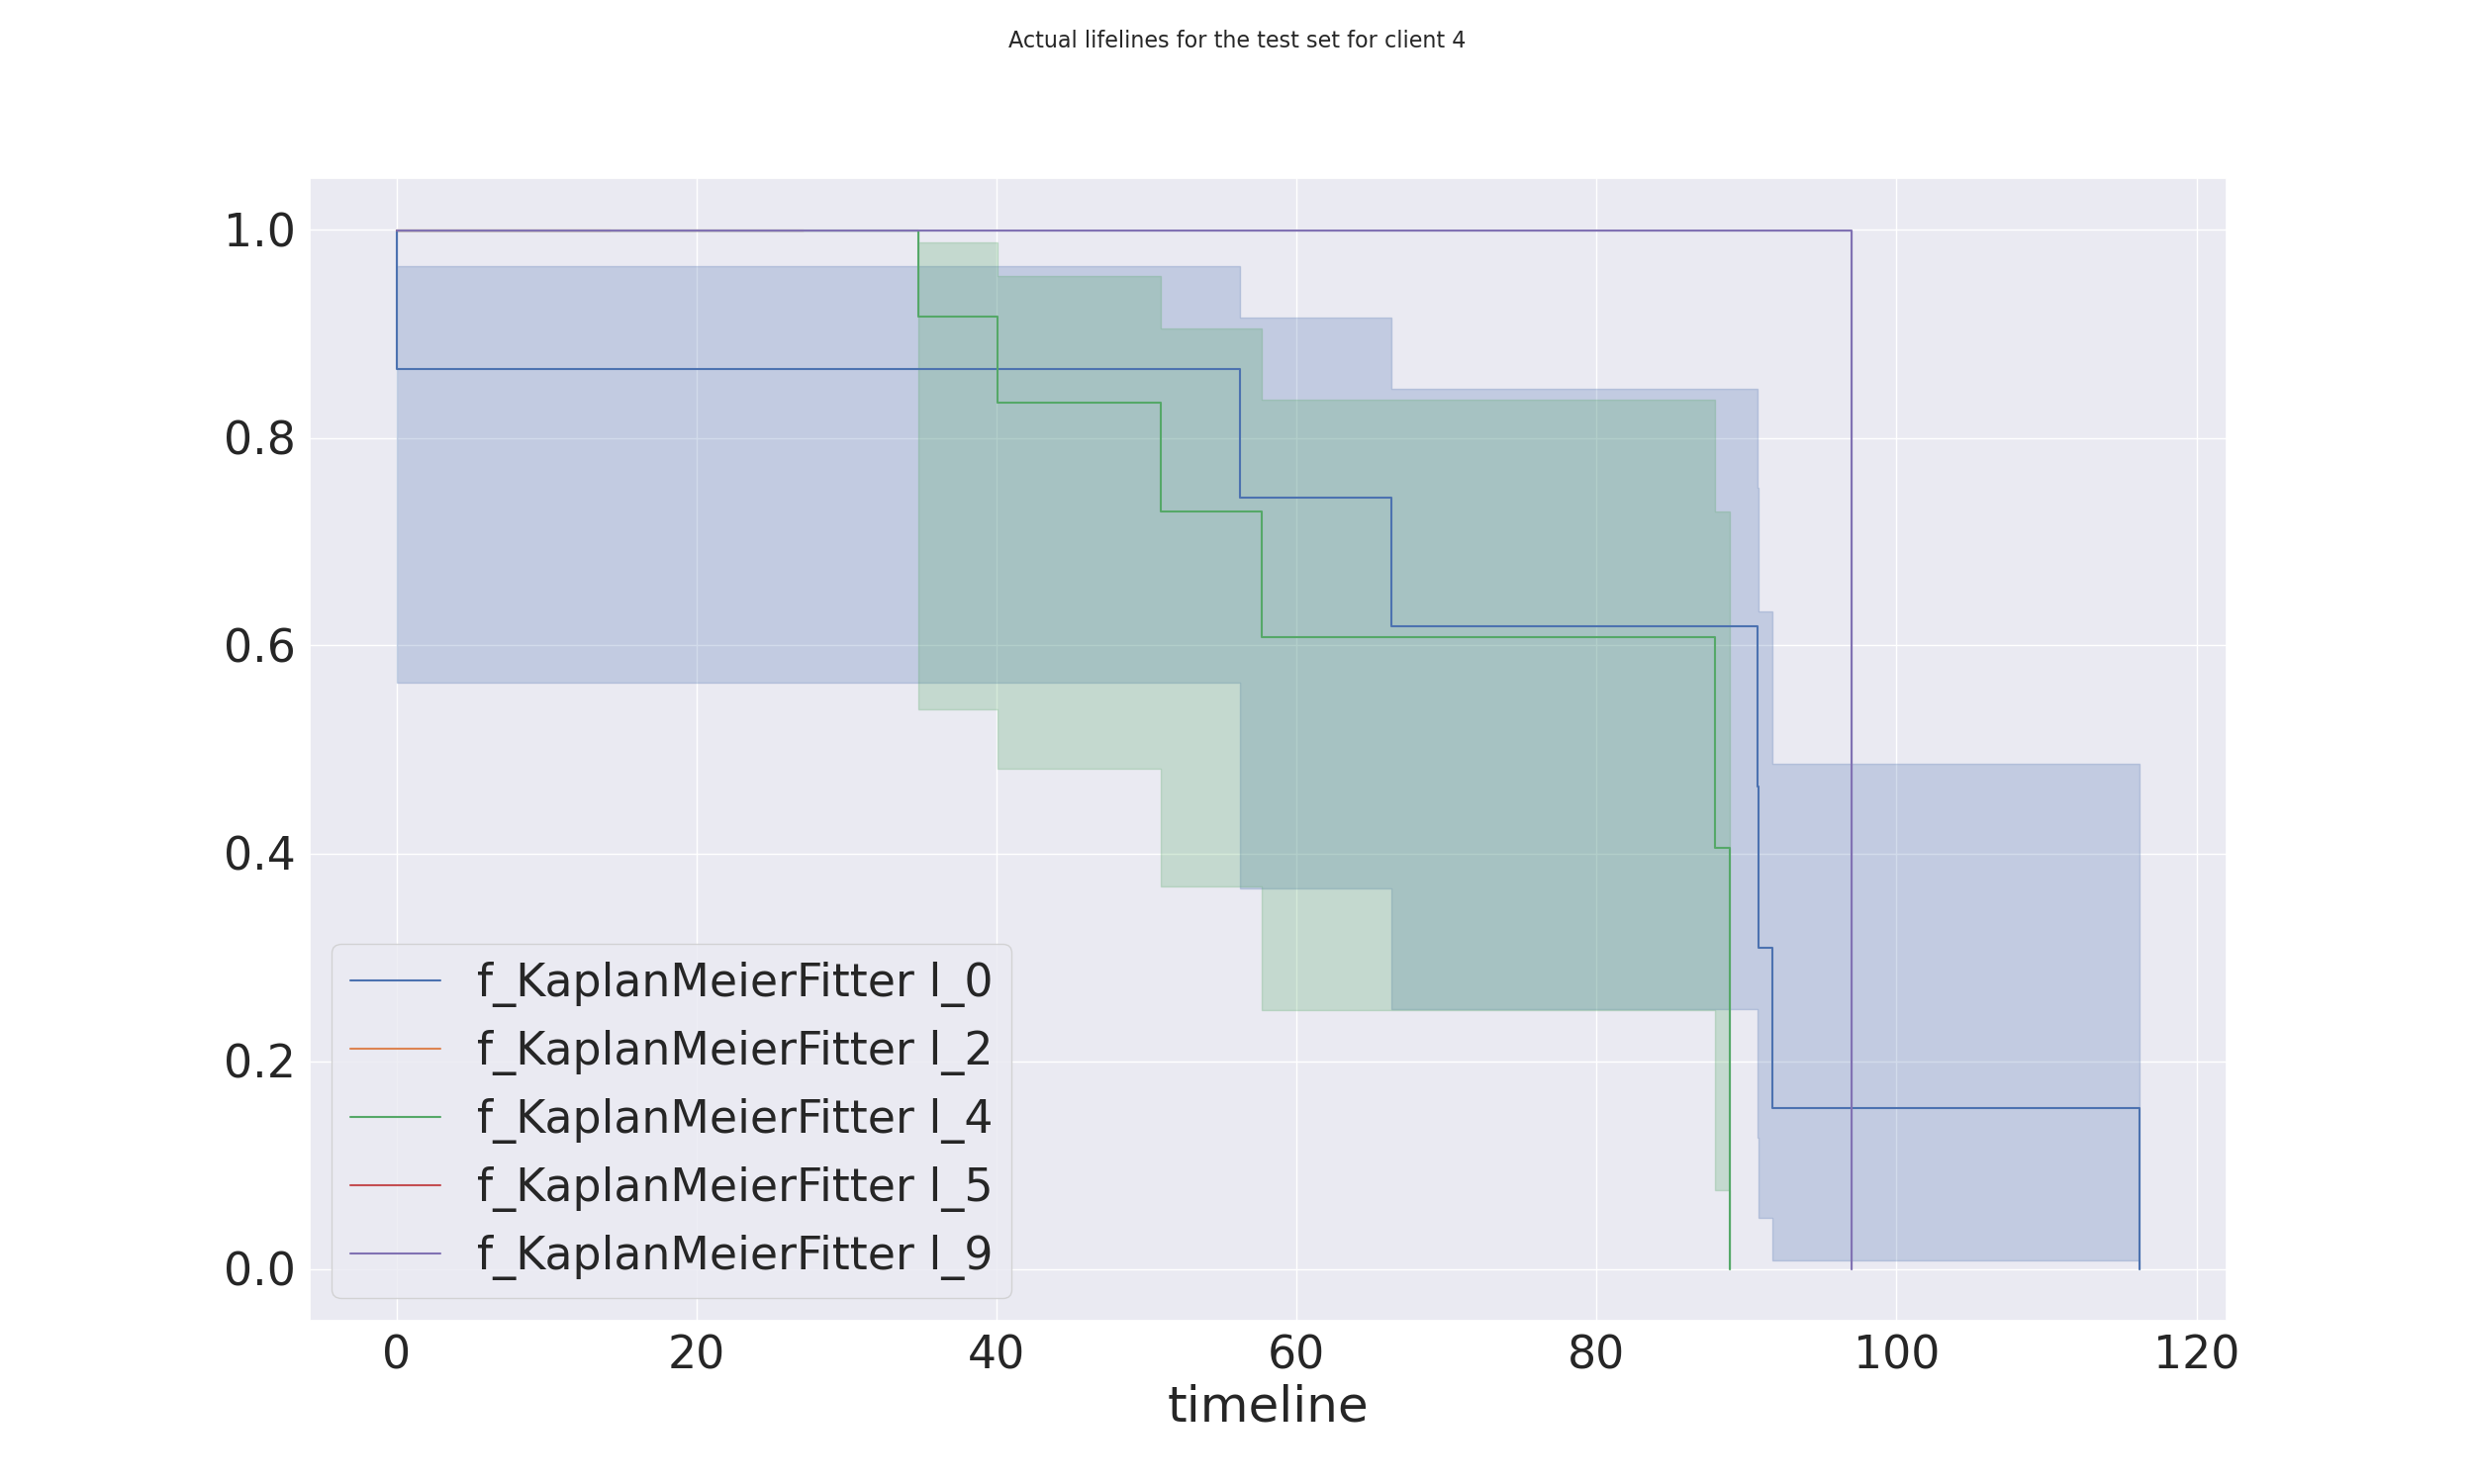 Actual lifelines for the test set for client 4
1.0
0.8
0.6
0.4
0.2
0.0
f_KaplanMeierFitter l_0
f_KaplanMeierFitter l_2
f_KaplanMeierFitter l_4
f_KaplanMeierFitter l_5
f_KaplanMeierFitter l_9
0 20 40 60 80 100 120
timeline